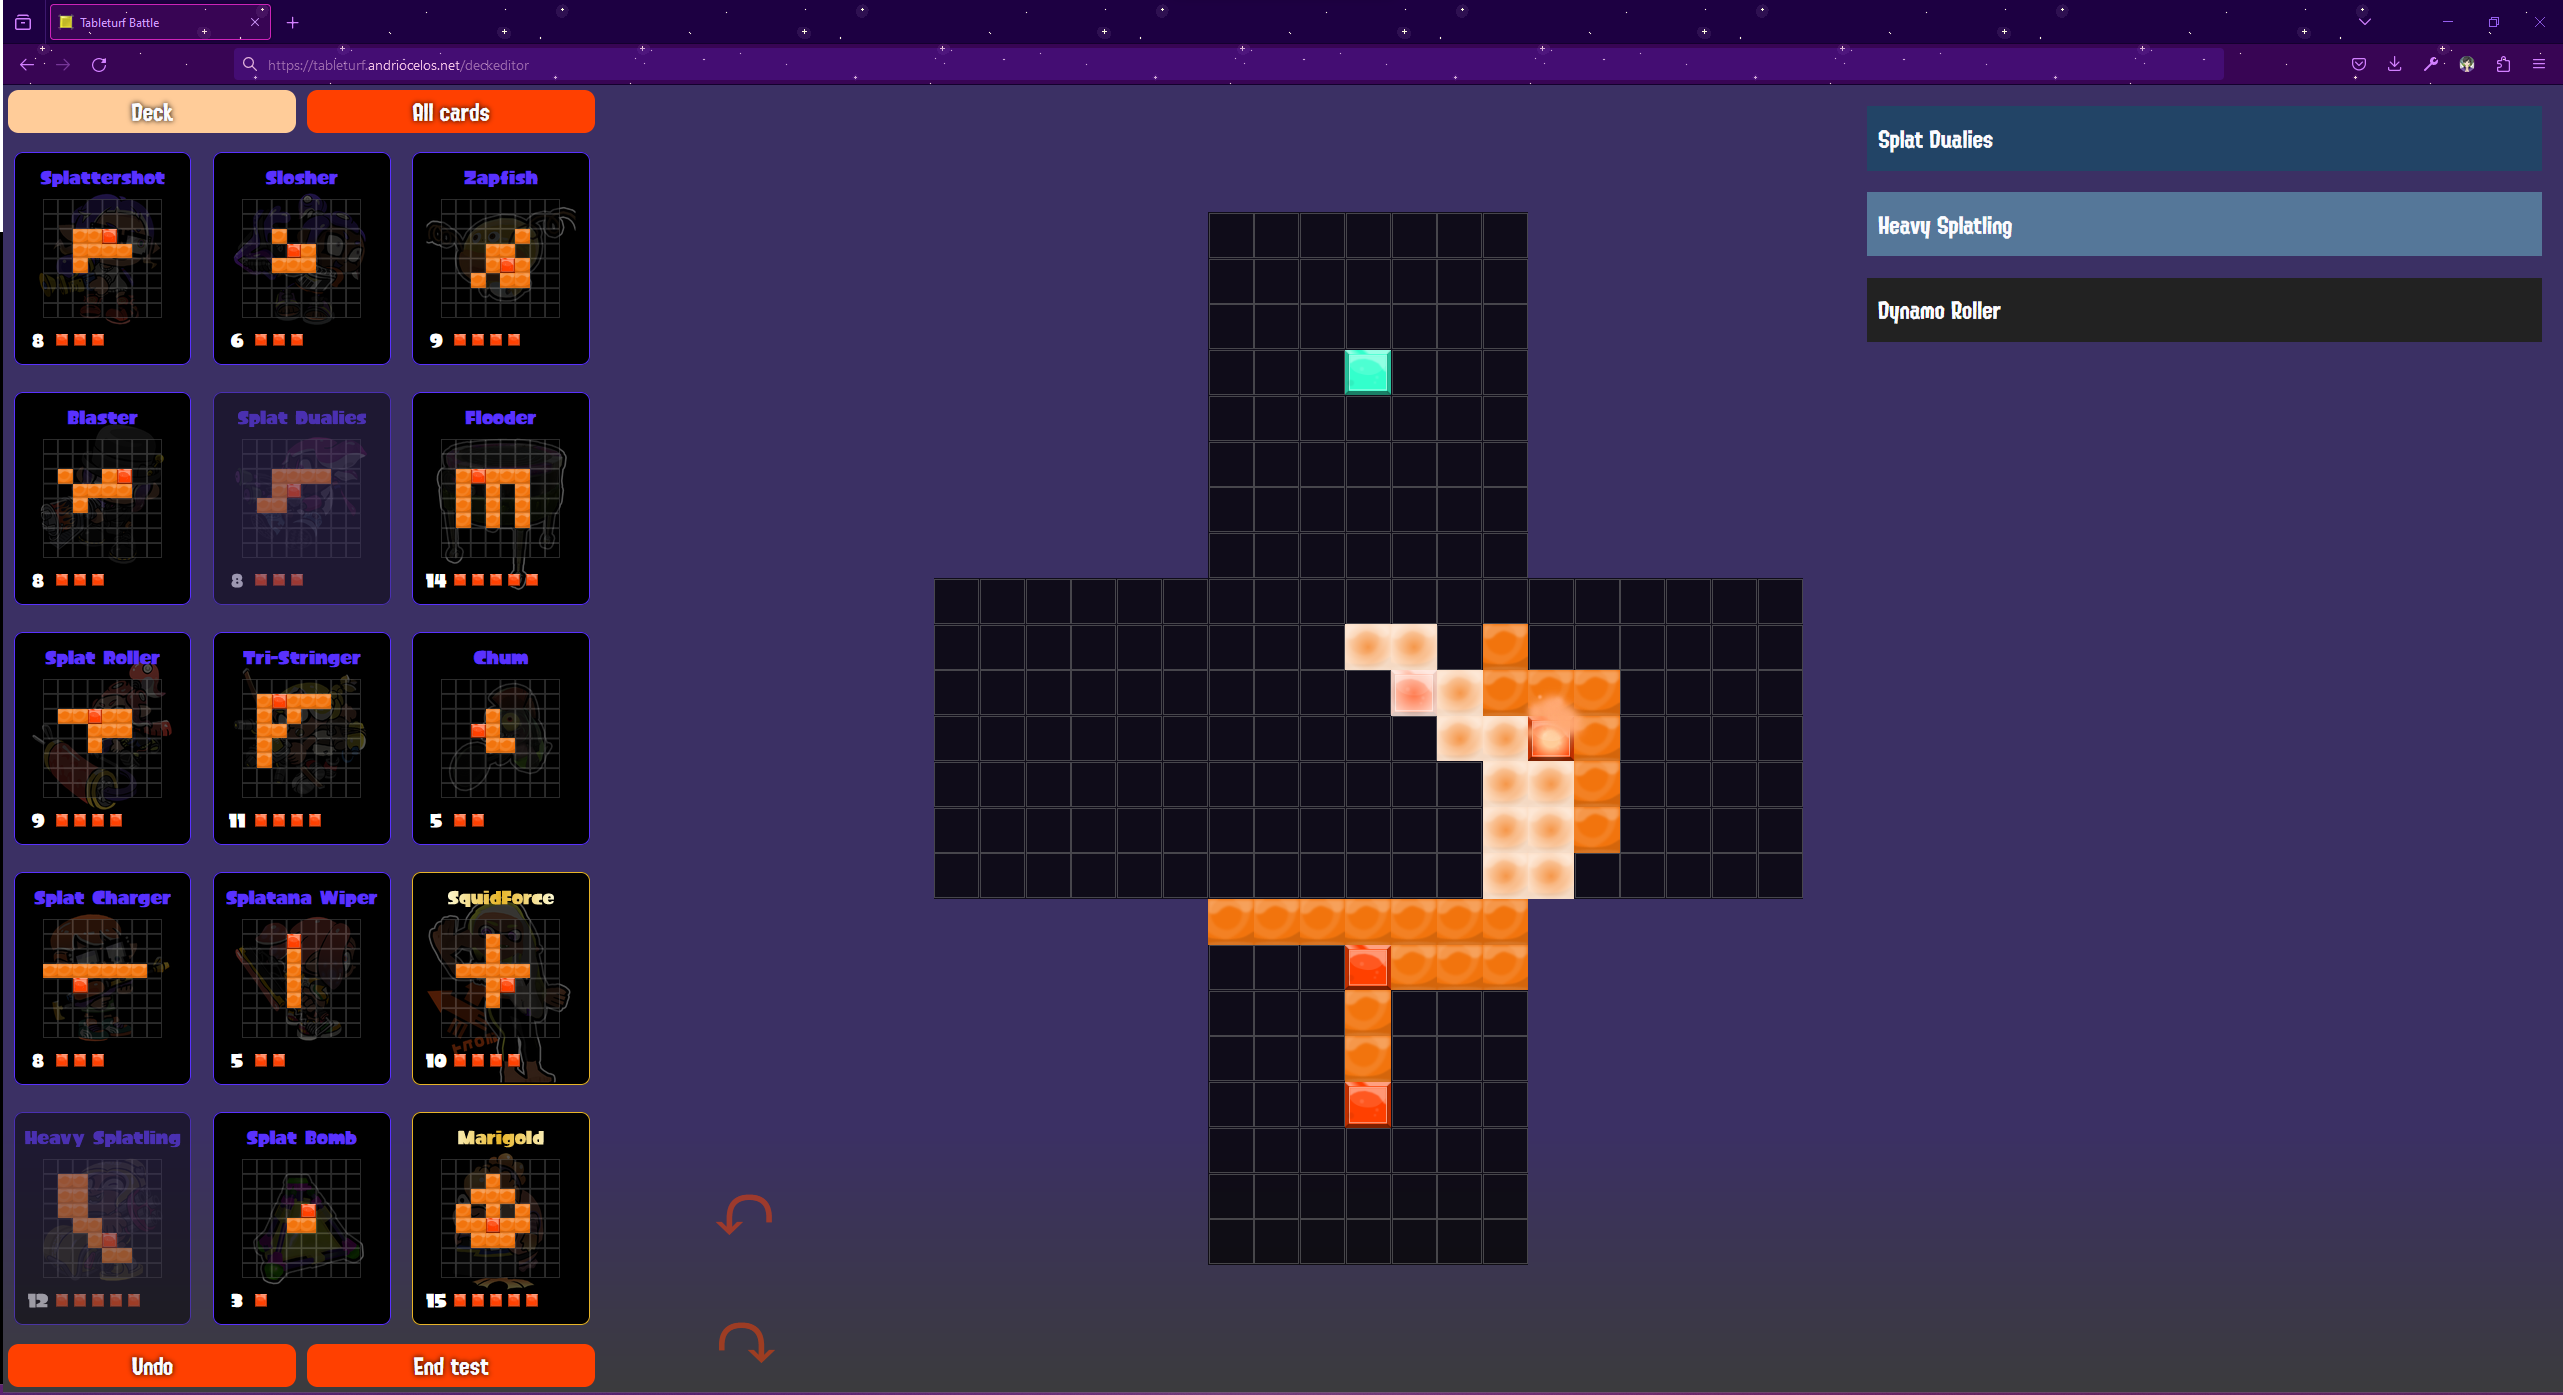 Tableturf Battle
https://tableturf.andriocelos.net/deckeditor
Deck
All cards
Splattershot
Slosher
Zapfish
8
6
9
Blaster
Splat Dualies
Flooder
8
8
14
Splat Roller
Tri-Stringer
Chum
9
11
5
Splat Charger
Splatana Wiper
SquidForce
8
5
10
Heavy Splatling
Splat Bomb
Marigold
12
3
15
Undo
End test
Splat Dualies
Heavy Splatling
Dynamo Roller